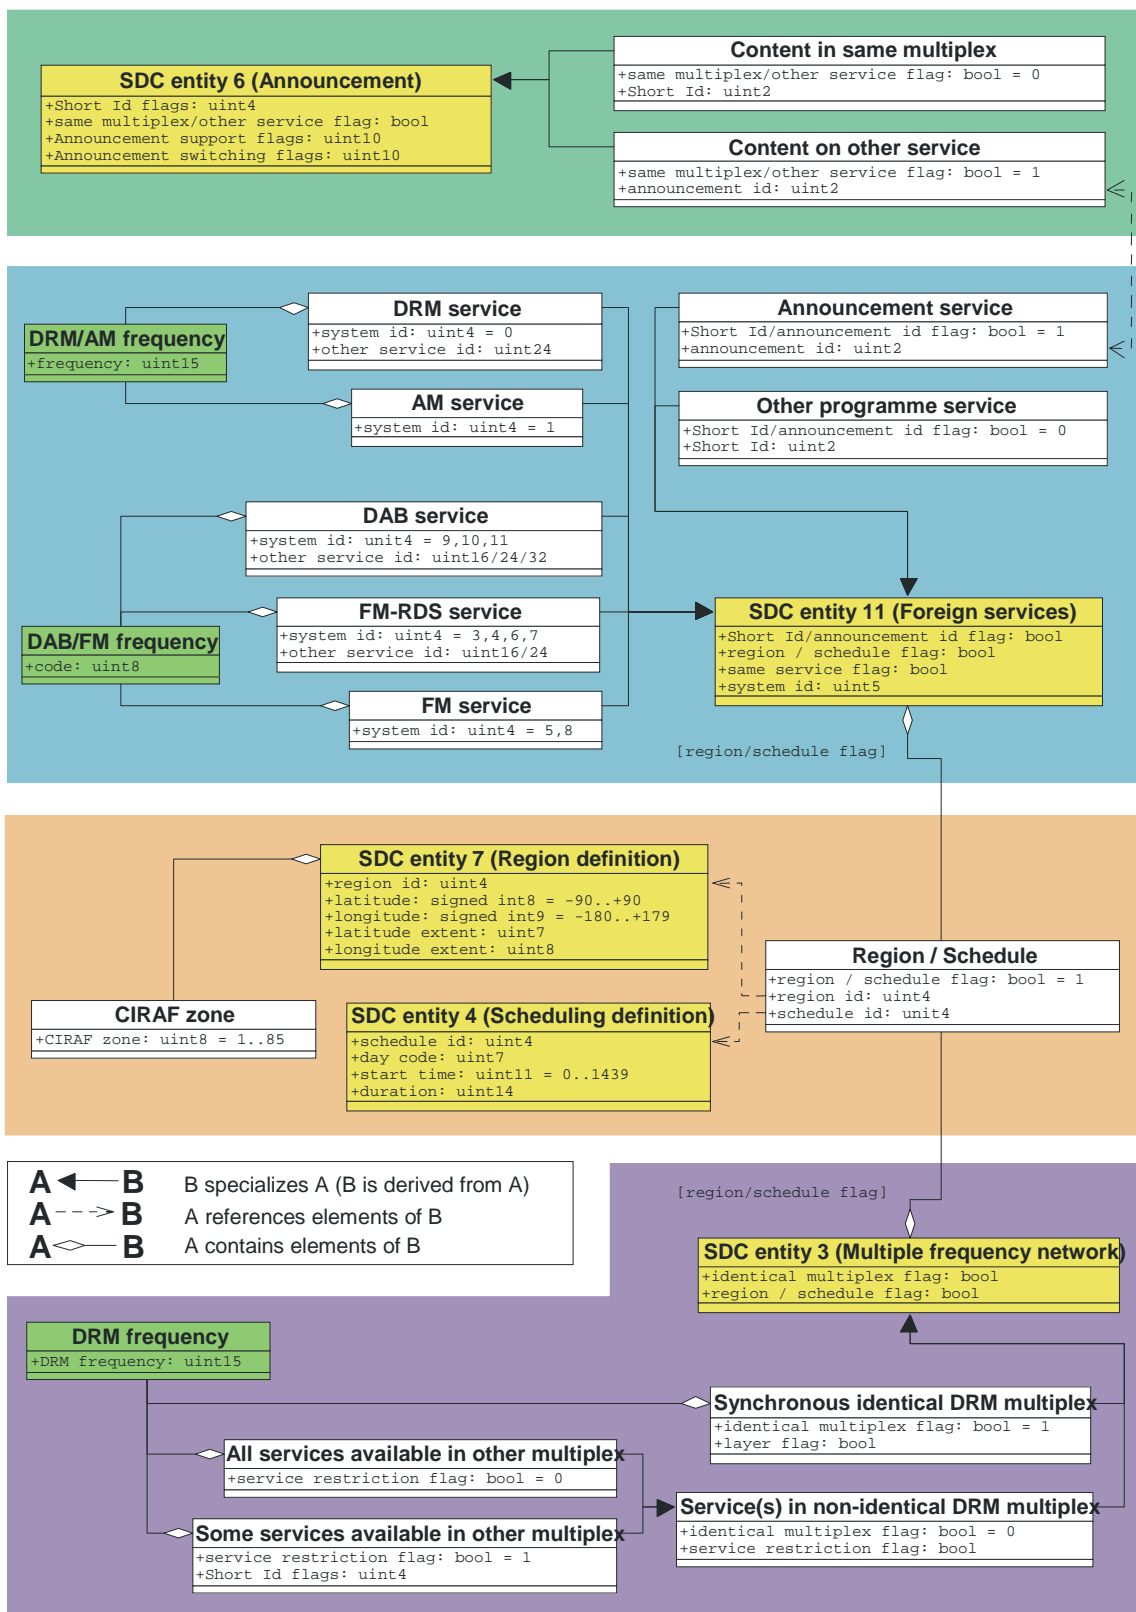 Content in same multiplex
+same multiplex/other service flag: bool = 0
+Short Id: uint2
SDC entity 6 (Announcement)
+Short Id flags: uint4
+same multiplex/other service flag: bool
+Announcement support flags: uint10
+Announcement switching flags: uint10
Content on other service
+same multiplex/other service flag: bool = 1
+announcement id: uint2
DRM service
+system id: uint4 = 0
+other service id: uint24
Announcement service
+Short Id/announcement id flag: bool = 1
+announcement id: uint2
DRM/AM frequency
+frequency: uint15
AM service
+system id: uint4 = 1
Other programme service
+Short Id/announcement id flag: bool = 0
+Short Id: uint2
DAB service
+system id: unit4 = 9,10,11
+other service id: uint16/24/32
FM-RDS service
+system id: uint4 = 3,4,6,7
+other service id: uint16/24
DAB/FM frequency
+code: uint8
SDC entity 11 (Foreign services)
+Short Id/announcement id flag: bool
+region / schedule flag: bool
+same service flag: bool
+system id: uint5
FM service
+system id: uint4 = 5,8
[region/schedule flag]
SDC entity 7 (Region definition)
+region id: uint4
+latitude: signed int8 = -90..+90
+longitude: signed int9 = -180..+179
+latitude extent: uint7
+longitude extent: uint8
Region / Schedule
+region / schedule flag: bool = 1
+region id: uint4
+schedule id: unit4
CIRAF zone
+CIRAF zone: uint8 = 1..85
SDC entity 4 (Scheduling definition)
+schedule id: uint4
+day code: uint7
+start time: uint11 = 0..1439
+duration: uint14
A B B specializes A (B is derived from A)
A B A references elements of B
A B A contains elements of B
[region/schedule flag]
SDC entity 3 (Multiple frequency network)
+identical multiplex flag: bool
+region / schedule flag: bool
DRM frequency
+DRM frequency: uint15
Synchronous identical DRM multiplex
+identical multiplex flag: bool = 1
+layer flag: bool
All services available in other multiplex
+service restriction flag: bool = 0
Service(s) in non-identical DRM multiplex
+identical multiplex flag: bool = 0
+service restriction flag: bool
Some services available in other multiplex
+service restriction flag: bool = 1
+Short Id flags: uint4